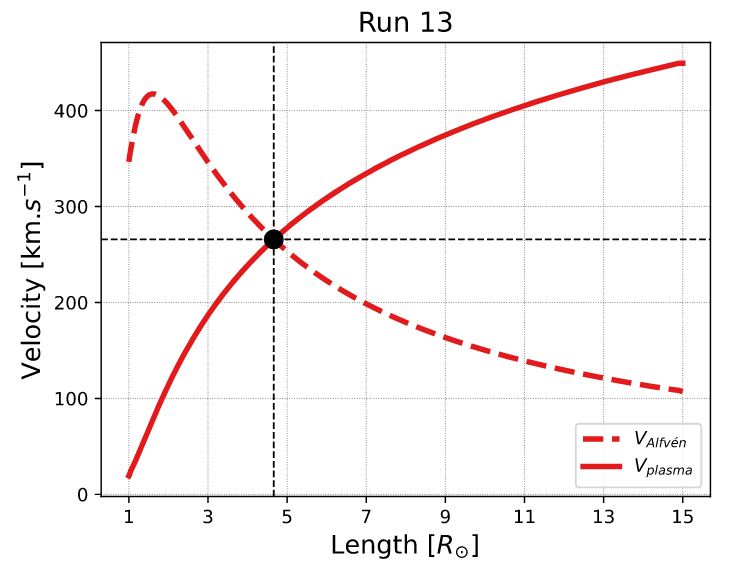 Run 13
Velocity [km.s⁻¹]
400
300
200
100
0
V_Alfvén
V_plasma
1 3 5 7 9 11 13 15
Length [R⊙]